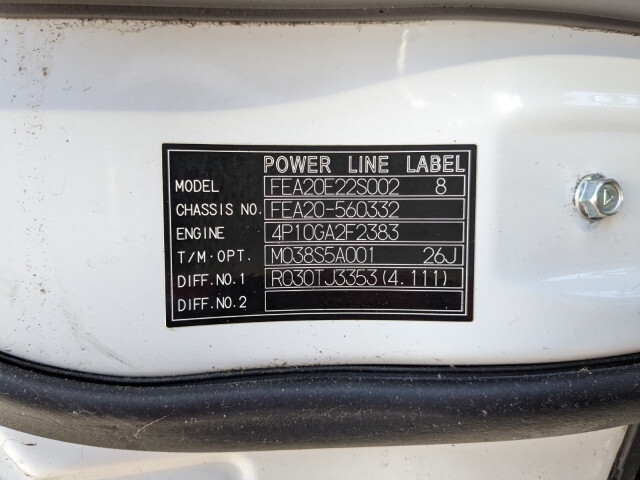 POWER LINE LABEL
MODEL FEA20E22S002 8
CHASSIS NO. FEA20-560332
ENGINE 4P10GA2F2383
T/M·OPT. M038S5A001 26J
DIFF.NO.1 R030TJ3353(4.111)
DIFF.NO.2